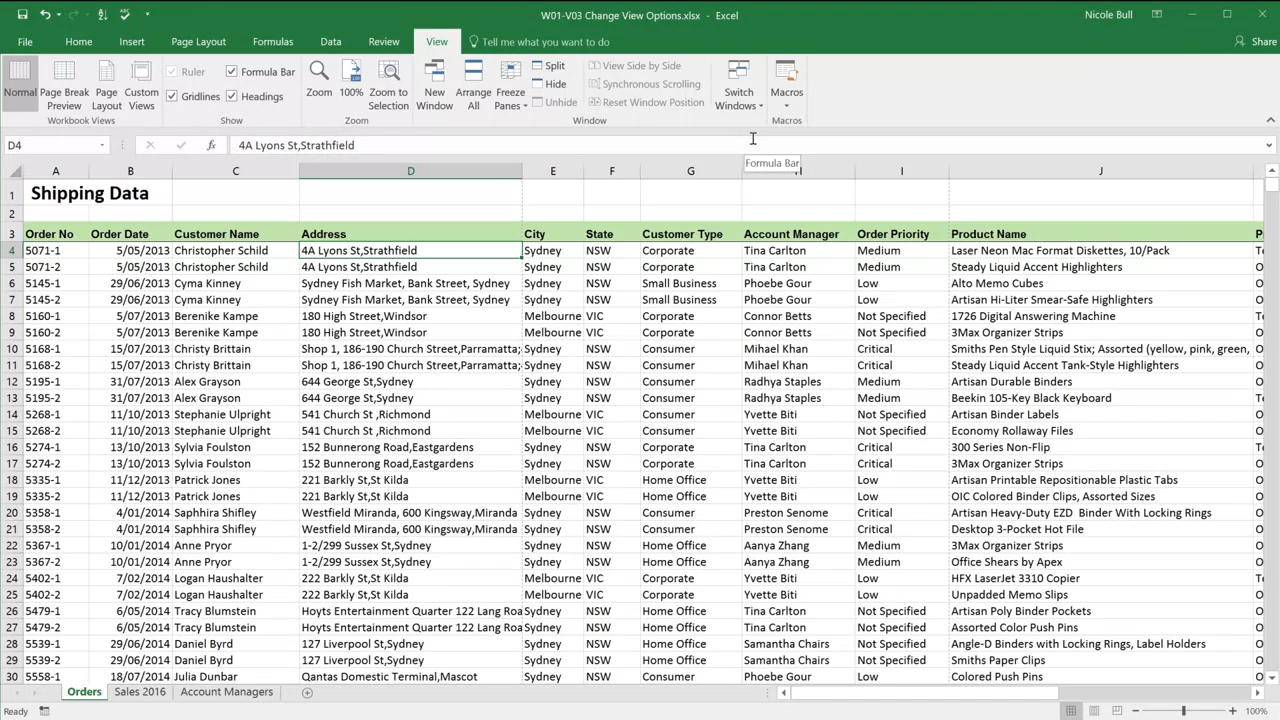 W01-V03 Change View Options.xlsx - Excel
Nicole Bull
File Home Insert Page Layout Formulas Data Review View Tell me what you want to do Share
Normal
Page Break Preview
Page Layout
Custom Views
Workbook Views
Ruler Formula Bar
Gridlines Headings
Show
Zoom
100%
Zoom to Selection
Zoom
New Window
Arrange All
Freeze Panes
Split
Hide
Unhide
View Side by Side
Synchronous Scrolling
Reset Window Position
Window
Switch Windows
Macros
Macros
D4 fx 4A Lyons St,Strathfield
Formula Bar
A B C D E F G H I J
1 Shipping Data
2
3 Order No Order Date Customer Name Address City State Customer Type Account Manager Order Priority Product Name
4 5071-1 5/05/2013 Christopher Schild 4A Lyons St,Strathfield Sydney NSW Corporate Tina Carlton Medium Laser Neon Mac Format Diskettes, 10/Pack
5 5071-2 5/05/2013 Christopher Schild 4A Lyons St,Strathfield Sydney NSW Corporate Tina Carlton Medium Steady Liquid Accent Highlighters
6 5145-1 29/06/2013 Cyma Kinney Sydney Fish Market, Bank Street, Sydney Sydney NSW Small Business Phoebe Gour Low Alto Memo Cubes
7 5145-2 29/06/2013 Cyma Kinney Sydney Fish Market, Bank Street, Sydney Sydney NSW Small Business Phoebe Gour Low Artisan Hi-Liter Smear-Safe Highlighters
8 5160-1 5/07/2013 Berenike Kampe 180 High Street,Windsor Melbourne VIC Corporate Connor Betts Not Specified 1726 Digital Answering Machine
9 5160-2 5/07/2013 Berenike Kampe 180 High Street,Windsor Melbourne VIC Corporate Connor Betts Not Specified 3Max Organizer Strips
10 5168-1 15/07/2013 Christy Brittain Shop 1, 186-190 Church Street,Parramatta; Sydney NSW Consumer Mihael Khan Critical Smiths Pen Style Liquid Stix; Assorted (yellow, pink, green,
11 5168-2 15/07/2013 Christy Brittain Shop 1, 186-190 Church Street,Parramatta; Sydney NSW Consumer Mihael Khan Critical Steady Liquid Accent Tank-Style Highlighters
12 5195-1 31/07/2013 Alex Grayson 644 George St,Sydney Sydney NSW Consumer Radhya Staples Medium Artisan Durable Binders
13 5195-2 31/07/2013 Alex Grayson 644 George St,Sydney Sydney NSW Consumer Radhya Staples Medium Beekin 105-Key Black Keyboard
14 5268-1 11/10/2013 Stephanie Ulpright 541 Church St ,Richmond Melbourne VIC Consumer Yvette Biti Not Specified Artisan Binder Labels
15 5268-2 11/10/2013 Stephanie Ulpright 541 Church St ,Richmond Melbourne VIC Consumer Yvette Biti Not Specified Economy Rollaway Files
16 5274-1 13/10/2013 Sylvia Foulston 152 Bunnerong Road,Eastgardens Sydney NSW Corporate Tina Carlton Critical 300 Series Non-Flip
17 5274-2 13/10/2013 Sylvia Foulston 152 Bunnerong Road,Eastgardens Sydney NSW Corporate Tina Carlton Critical 3Max Organizer Strips
18 5335-1 11/12/2013 Patrick Jones 221 Barkly St,St Kilda Melbourne VIC Corporate Yvette Biti Low Artisan Printable Repositionable Plastic Tabs
19 5335-2 11/12/2013 Patrick Jones 221 Barkly St,St Kilda Melbourne VIC Corporate Yvette Biti Low OIC Colored Binder Clips, Assorted Sizes
20 5358-1 4/01/2014 Saphhira Shifley Westfield Miranda, 600 Kingsway,Miranda Sydney NSW Consumer Preston Senome Critical Artisan Heavy-Duty EZD Binder With Locking Rings
21 5358-2 4/01/2014 Saphhira Shifley Westfield Miranda, 600 Kingsway,Miranda Sydney NSW Consumer Preston Senome Critical Desktop 3-Pocket Hot File
22 5367-1 10/01/2014 Anne Pryor 1-2/299 Sussex St,Sydney Sydney NSW Home Office Aanya Zhang Medium 3Max Organizer Strips
23 5367-2 10/01/2014 Anne Pryor 1-2/299 Sussex St,Sydney Sydney NSW Home Office Aanya Zhang Medium Office Shears by Apex
24 5402-1 7/02/2014 Logan Haushalter 222 Barkly St,St Kilda Melbourne VIC Corporate Yvette Biti Low HFX LaserJet 3310 Copier
25 5402-2 7/02/2014 Logan Haushalter 222 Barkly St,St Kilda Melbourne VIC Corporate Yvette Biti Low Unpadded Memo Slips
26 5479-1 6/05/2014 Tracy Blumstein Hoyts Entertainment Quarter 122 Lang Roa Sydney NSW Home Office Tina Carlton Not Specified Artisan Poly Binder Pockets
27 5479-2 6/05/2014 Tracy Blumstein Hoyts Entertainment Quarter 122 Lang Roa Sydney NSW Home Office Tina Carlton Not Specified Assorted Color Push Pins
28 5539-1 29/06/2014 Daniel Byrd 127 Liverpool St,Sydney Sydney NSW Home Office Samantha Chairs Not Specified Angle-D Binders with Locking Rings, Label Holders
29 5539-2 29/06/2014 Daniel Byrd 127 Liverpool St,Sydney Sydney NSW Home Office Samantha Chairs Not Specified Smiths Paper Clips
30 5558-1 18/07/2014 Julia Dunbar Qantas Domestic Terminal,Mascot Sydney NSW Corporate Phoebe Gour Medium Colored Push Pins
Orders Sales 2016 Account Managers
Ready 100%